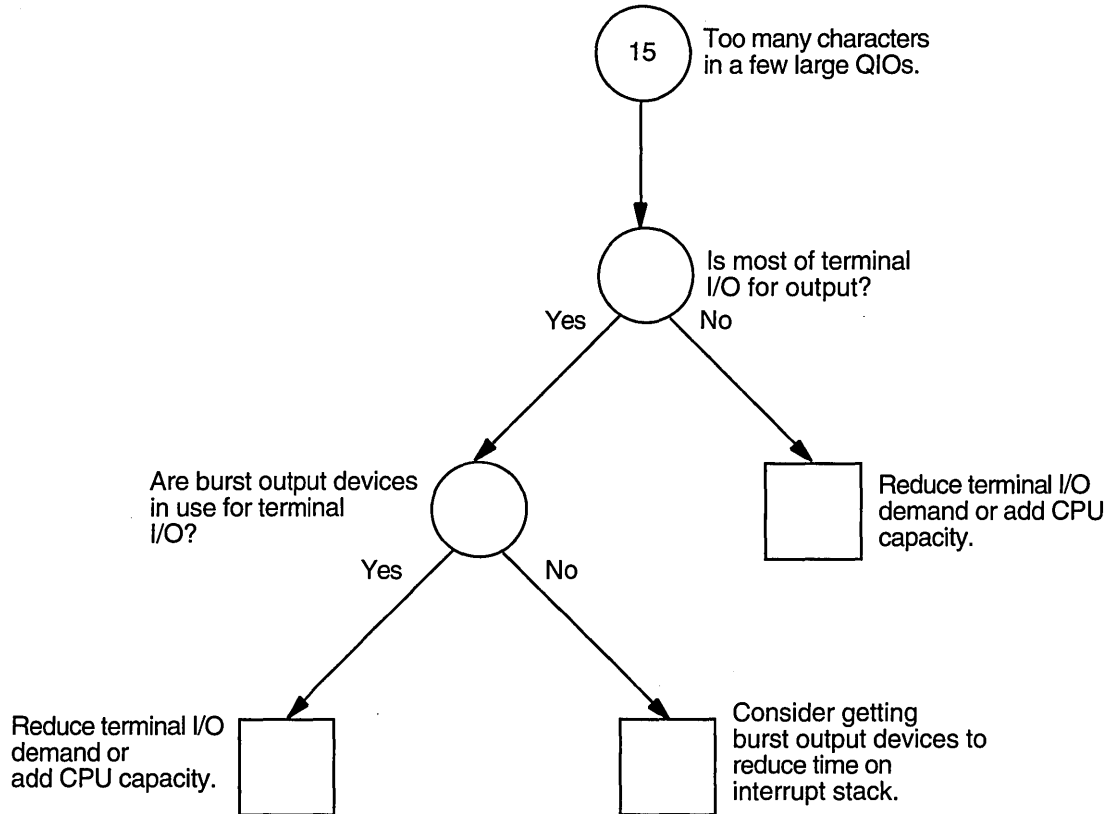 15
Too many characters
in a few large QIOs.
Is most of terminal
I/O for output?
Yes
No
Are burst output devices
in use for terminal
I/O?
Reduce terminal I/O
demand or add CPU
capacity.
Yes
No
Reduce terminal I/O
demand or
add CPU capacity.
Consider getting
burst output devices to
reduce time on
interrupt stack.